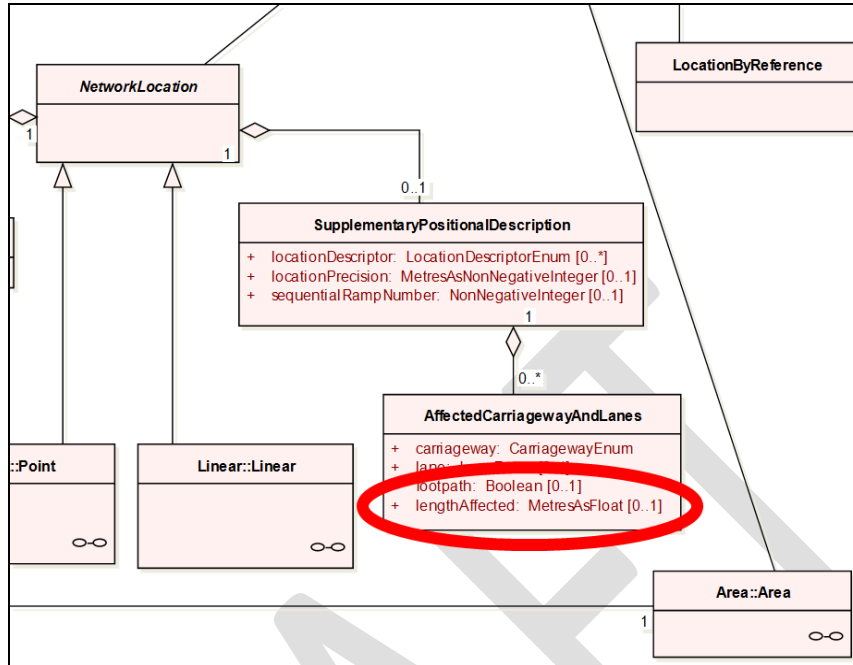 NetworkLocation
LocationByReference
1
1
0..1
SupplementaryPositionalDescription
+ locationDescriptor: LocationDescriptorEnum [0..*]
+ locationPrecision: MetresAsNonNegativeInteger [0..1]
+ sequentialRampNumber: NonNegativeInteger [0..1]
1
0..*
AffectedCarriagewayAndLanes
+ carriageway: CarriagewayEnum
+
footpath: Boolean [0..1]
+ lengthAffected: MetresAsFloat [0..1]
::Point
Linear::Linear
Area::Area
1